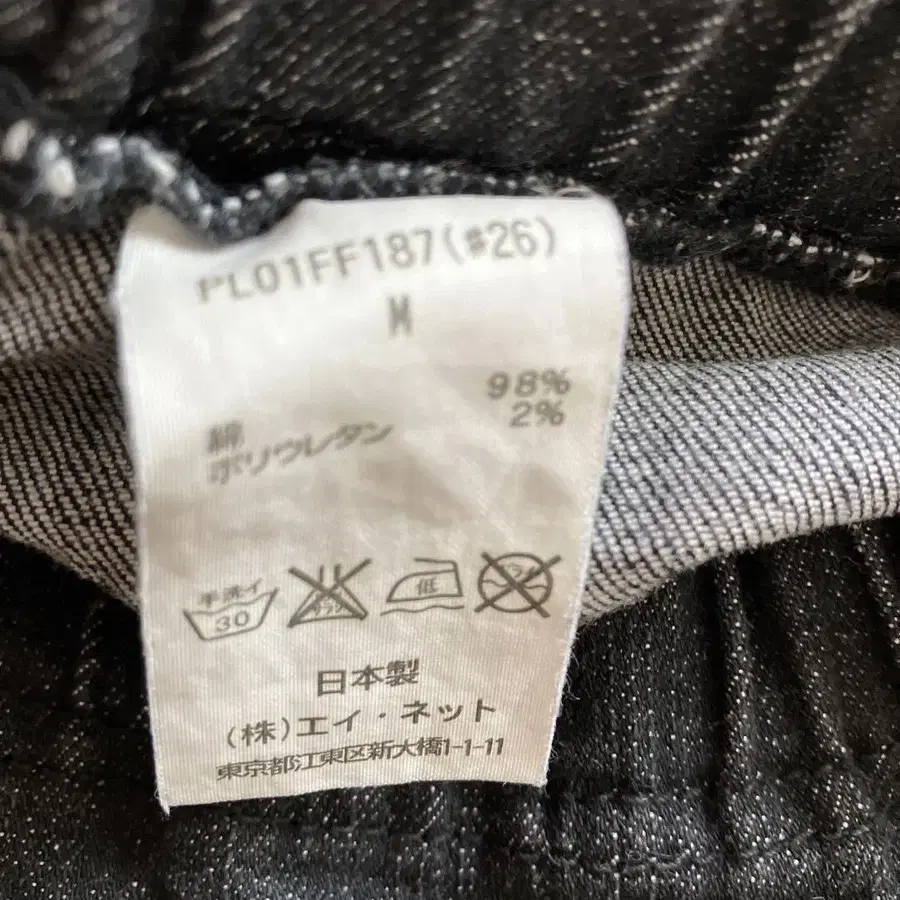 PL01FF187(#26)
M
綿 98%
ポリウレタン 2%
手洗イ
30
低
日本製
(株)エイ・ネット
東京都江東区新大橋1-1-11